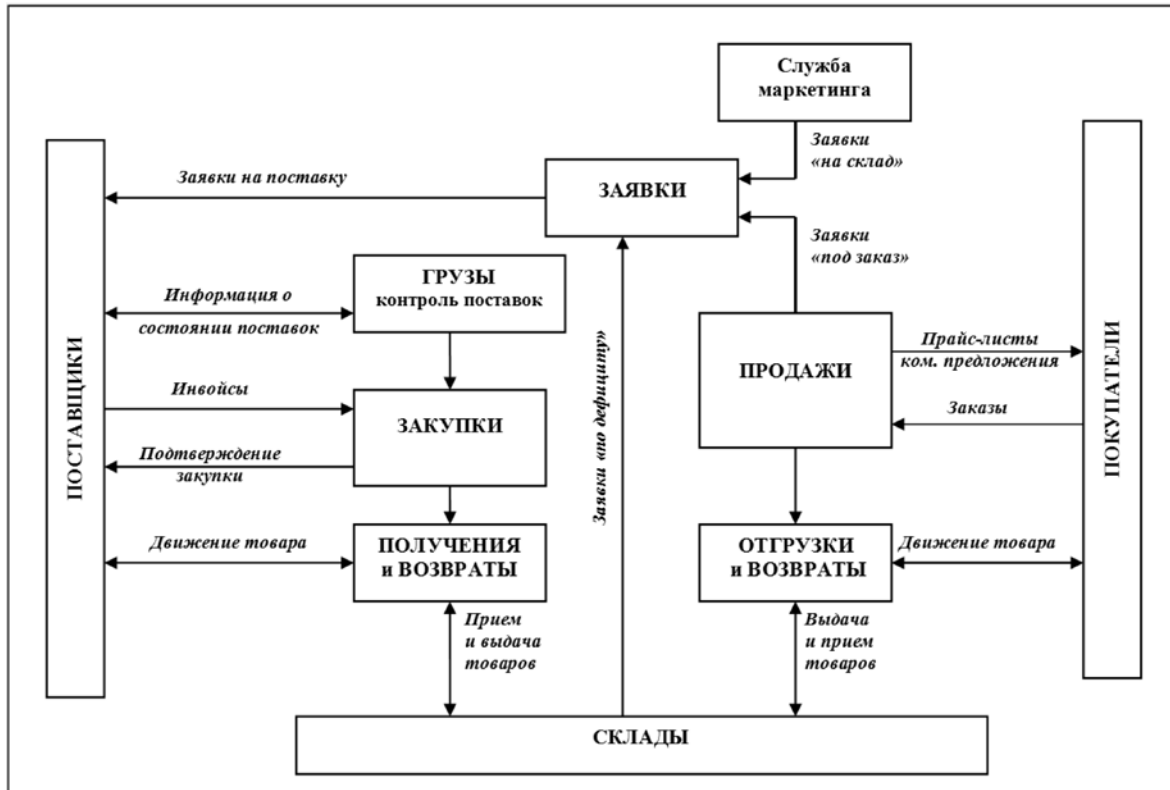 Служба
маркетинга
Заявки
«на склад»
Заявки на поставку
ЗАЯВКИ
Заявки
«под заказ»
ГРУЗЫ
контроль поставок
Информация о
состоянии поставок
ПОСТАВЩИКИ
Инвойсы
ЗАКУПКИ
Подтверждение
закупки
Заявки «по дефициту»
ПРОДАЖИ
Прайс-листы
ком. предложения
Заказы
ПОКУПАТЕЛИ
Движение товара
ПОЛУЧЕНИЯ
и ВОЗВРАТЫ
ОТГРУЗКИ
и ВОЗВРАТЫ
Движение товара
Прием
и выдача
товаров
Выдача
и прием
товаров
СКЛАДЫ